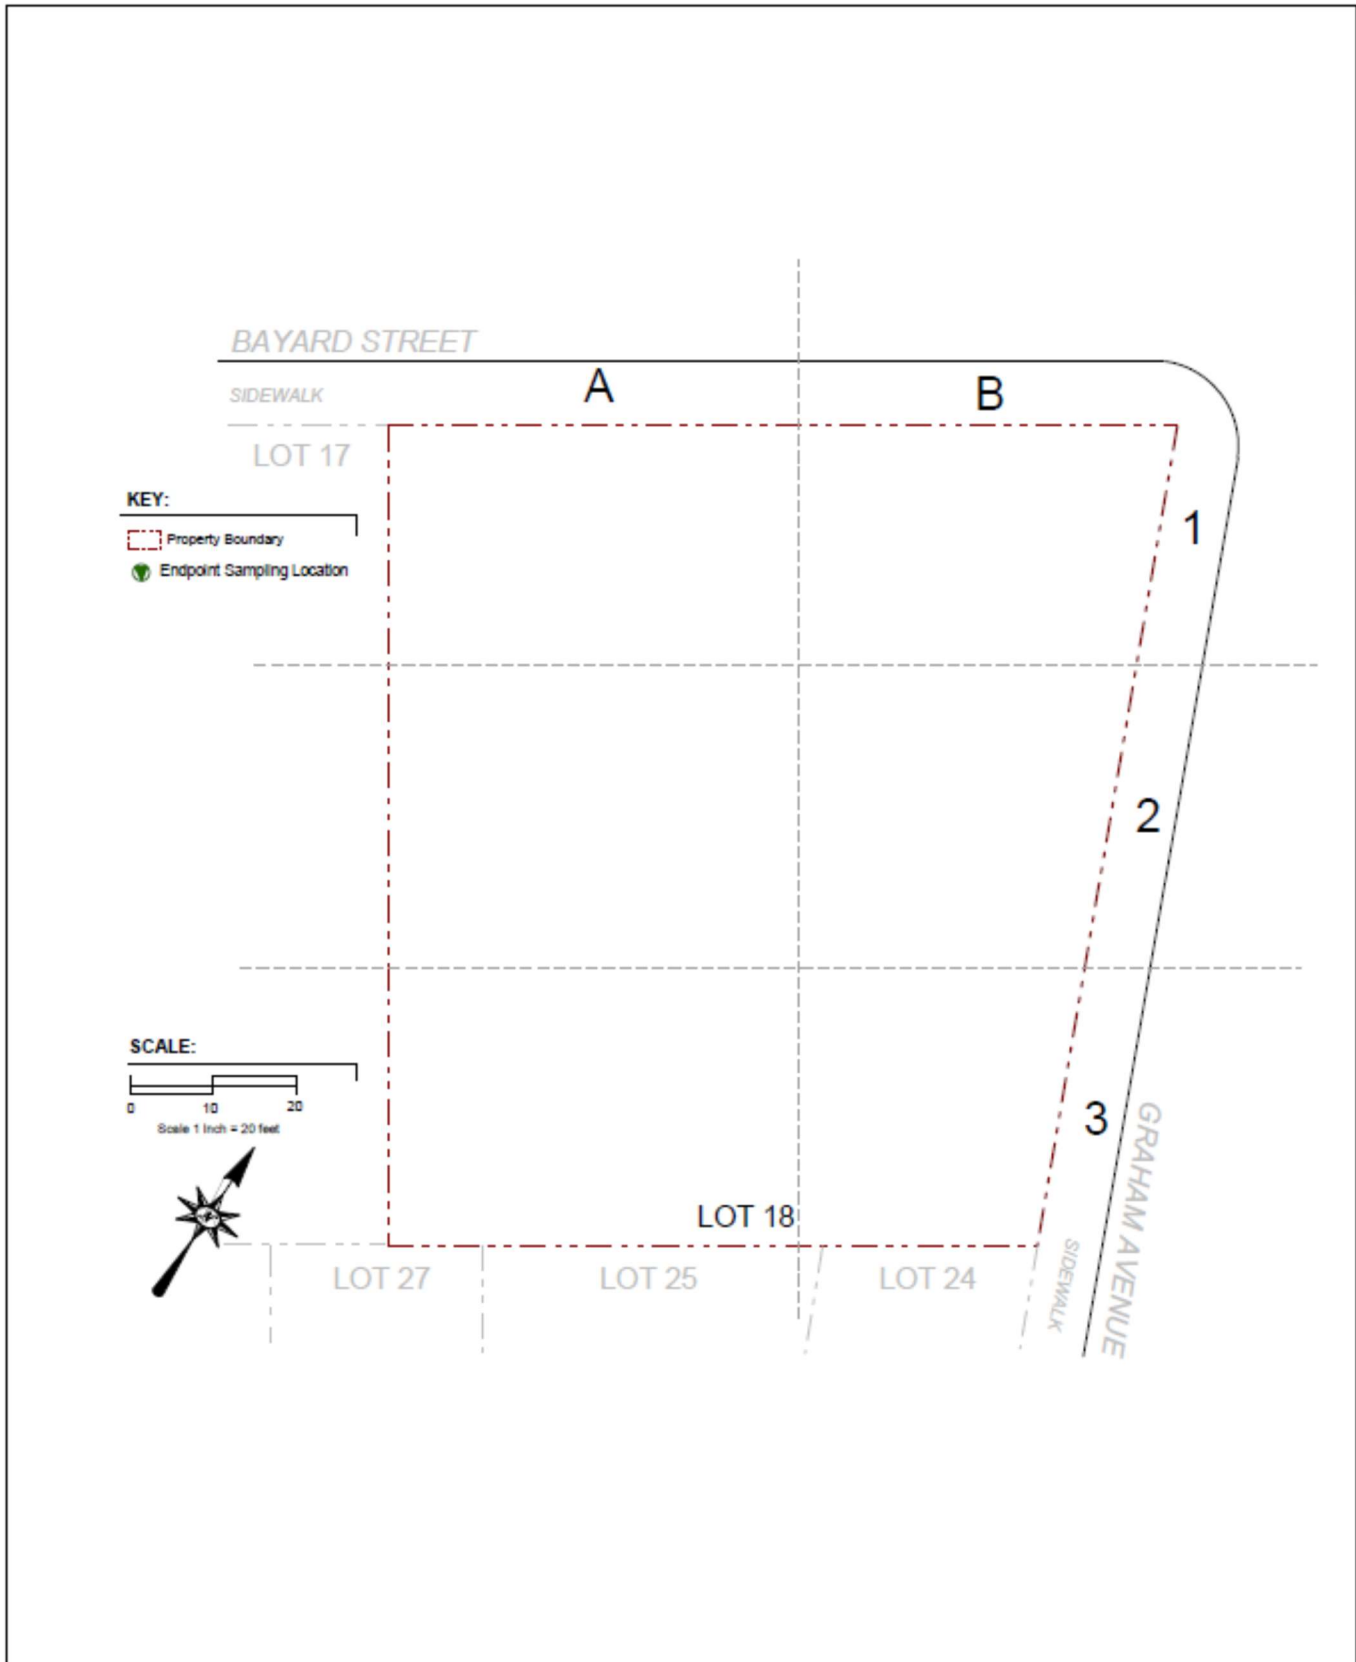 BAYARD STREET
A
B
SIDEWALK
LOT 17
KEY:
1
Property Boundary
Endpoint Sampling Location
2
SCALE:
0 10 20
Scale 1 Inch = 20 feet
3
GRAHAM AVENUE
LOT 18
SIDEWALK
LOT 27
LOT 25
LOT 24